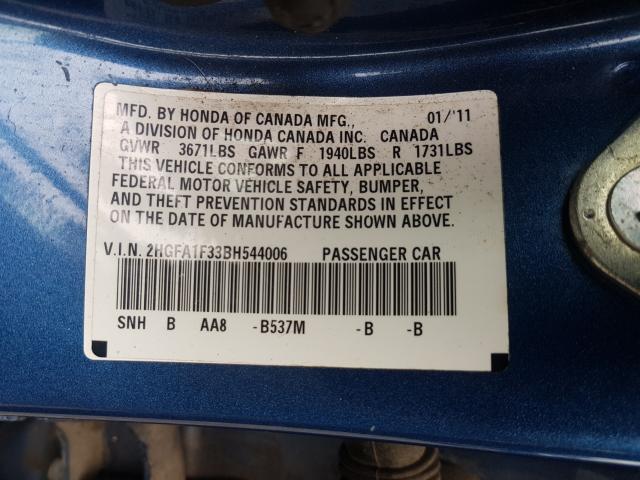 MFD. BY HONDA OF CANADA MFG., 01/'11
A DIVISION OF HONDA CANADA INC. CANADA
GVWR 3671LBS GAWR F 1940LBS R 1731LBS
THIS VEHICLE CONFORMS TO ALL APPLICABLE
FEDERAL MOTOR VEHICLE SAFETY, BUMPER,
AND THEFT PREVENTION STANDARDS IN EFFECT
ON THE DATE OF MANUFACTURE SHOWN ABOVE.
V.I.N. 2HGFA1F33BH544006 PASSENGER CAR
SNH B AA8 -B537M -B -B